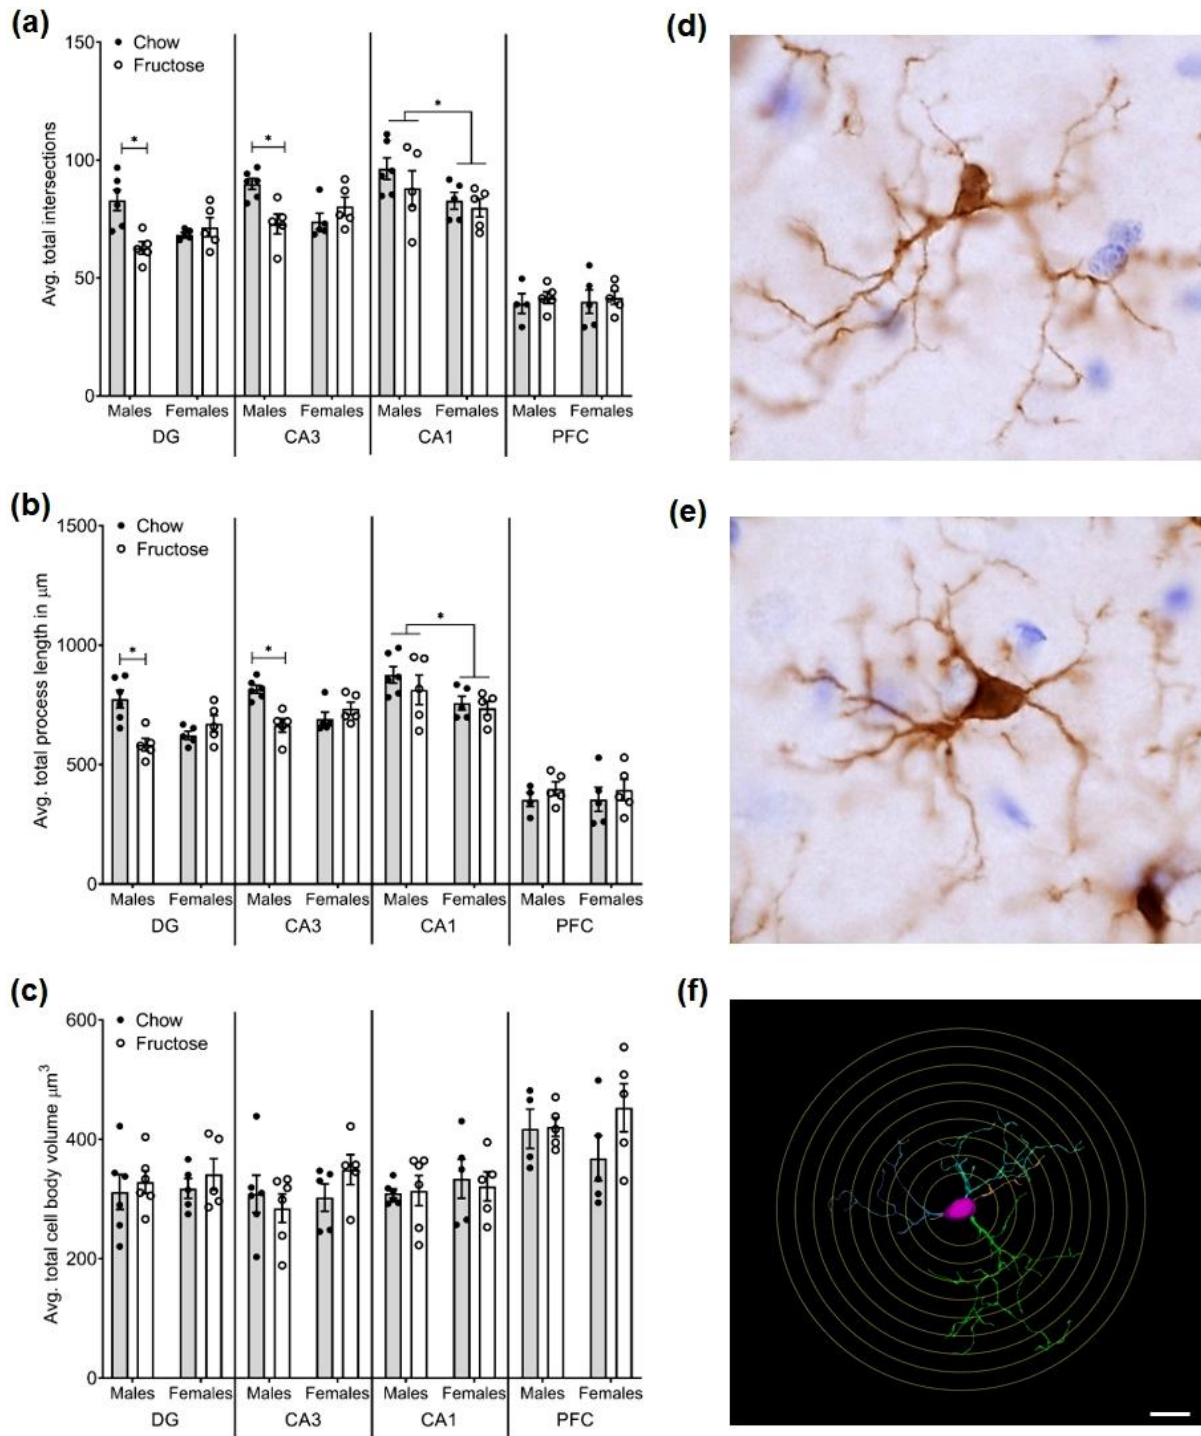 (a)
150
100
50
0
Avg. total intersections
Chow
Fructose
*
*
*
Males Females Males Females Males Females Males Females
DG CA3 CA1 PFC
(b)
1500
1000
500
0
Avg. total process length in μm
Chow
Fructose
*
*
*
Males Females Males Females Males Females Males Females
DG CA3 CA1 PFC
(c)
600
400
200
0
Avg. total cell body volume μm³
Chow
Fructose
Males Females Males Females Males Females Males Females
DG CA3 CA1 PFC
(d)
(e)
(f)